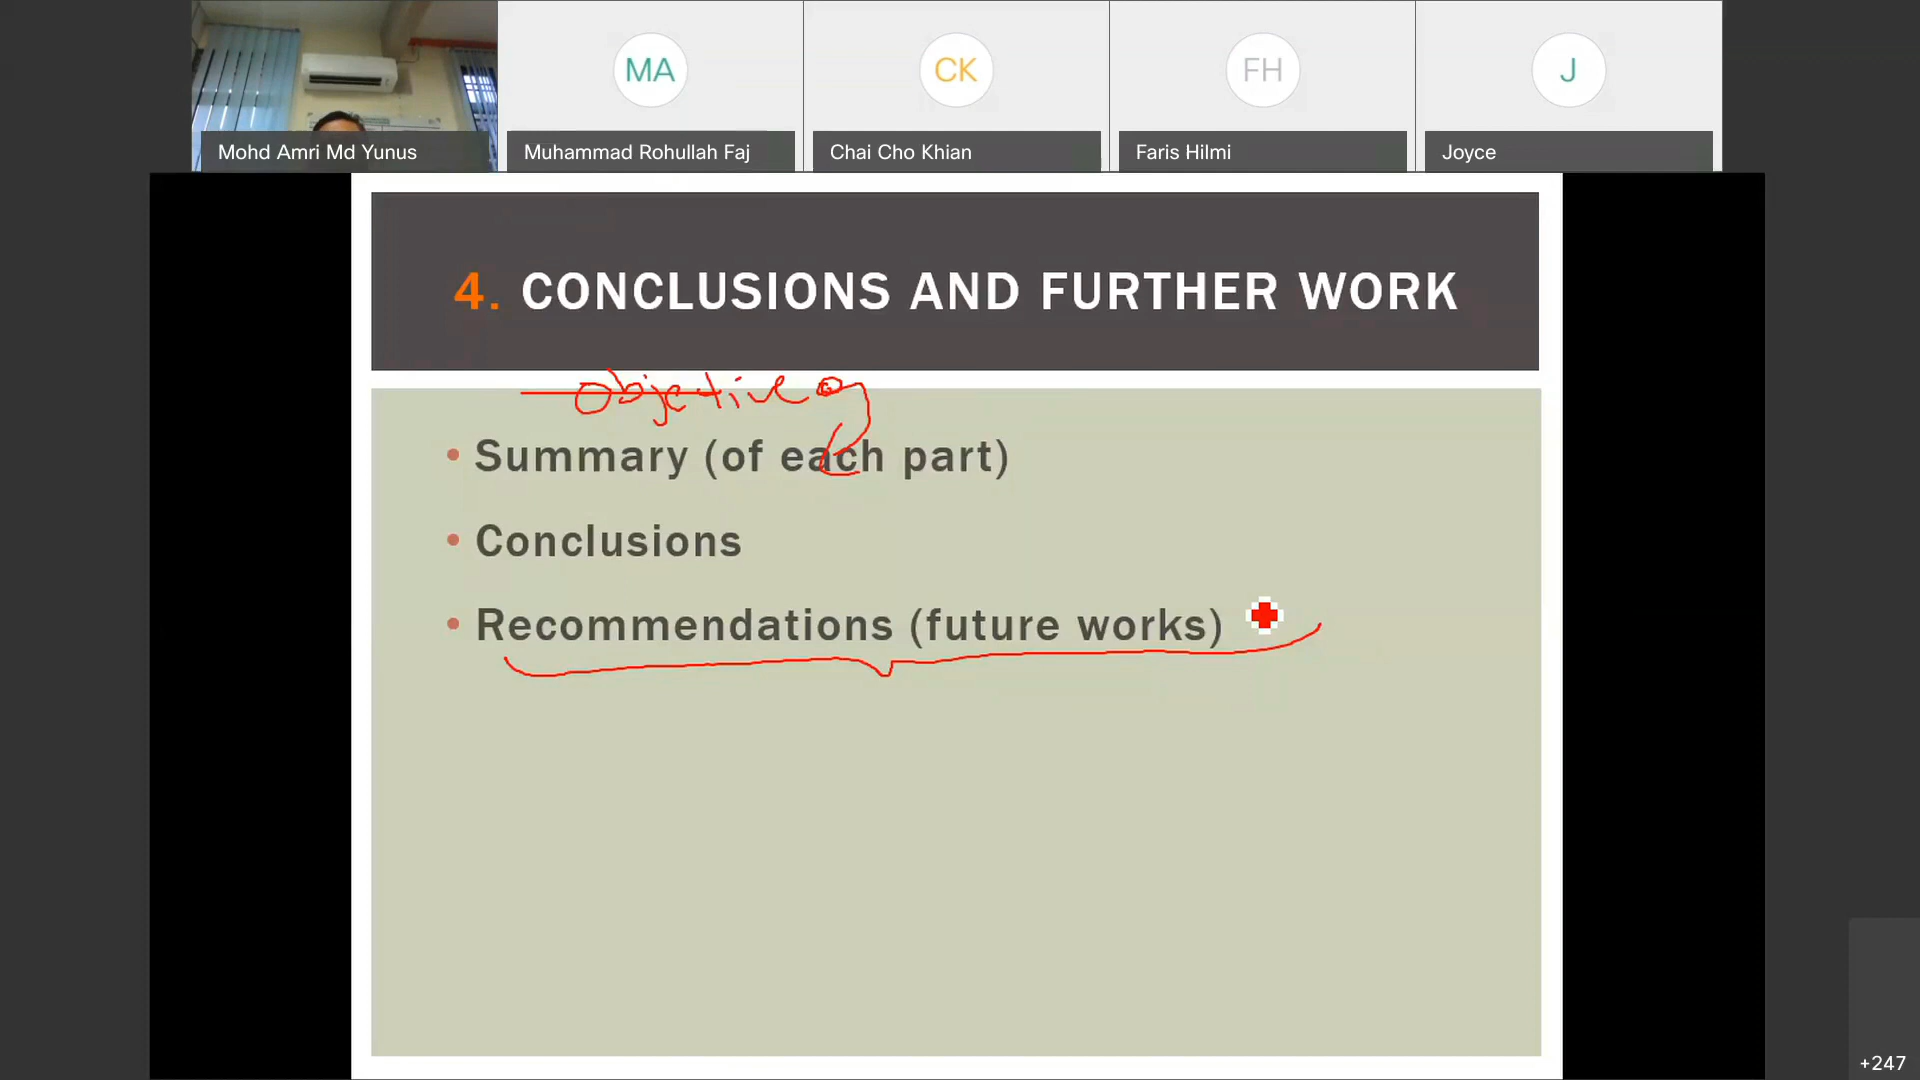 MA
CK
FH
J
Mohd Amri Md Yunus
Muhammad Rohullah Faj
Chai Cho Khian
Faris Hilmi
Joyce
4. CONCLUSIONS AND FURTHER WORK
Objective
• Summary (of each part)
• Conclusions
• Recommendations (future works)
+247